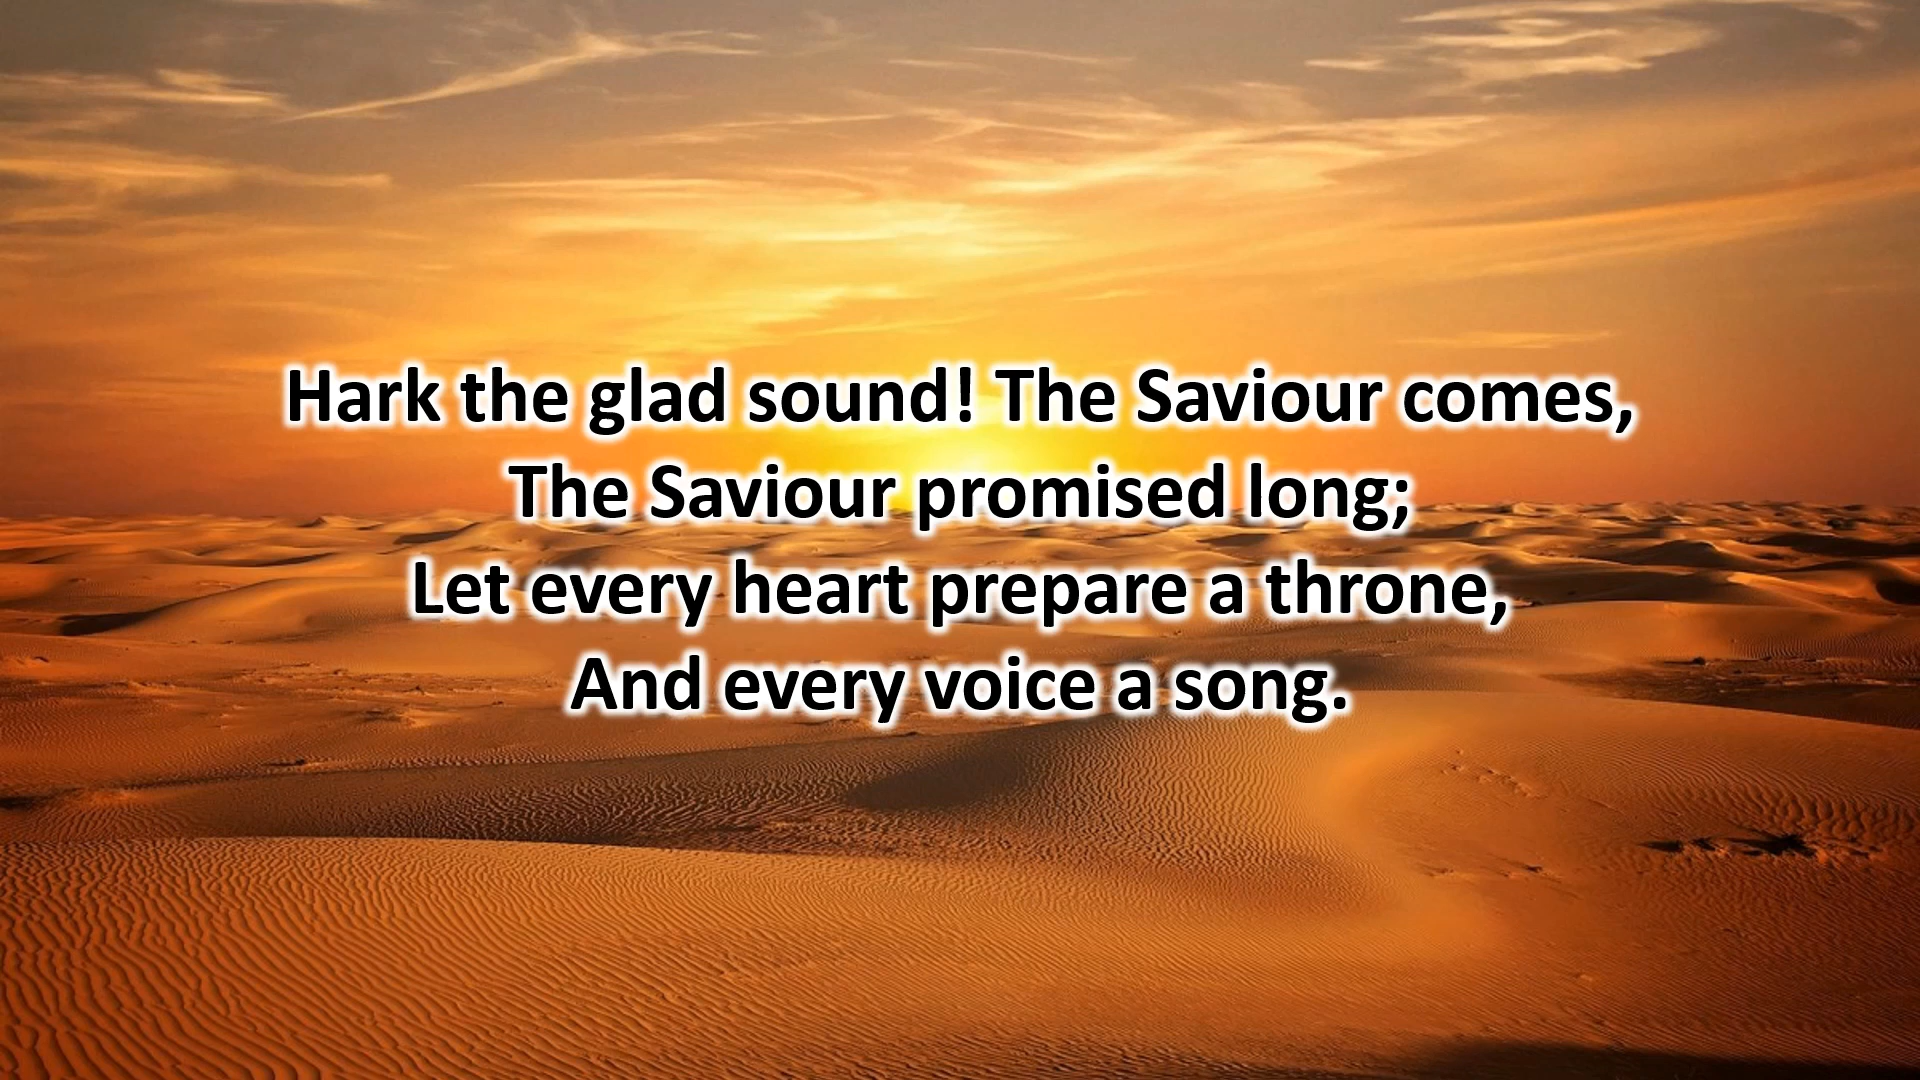 Hark the glad sound! The Saviour comes,
The Saviour promised long;
Let every heart prepare a throne,
And every voice a song.